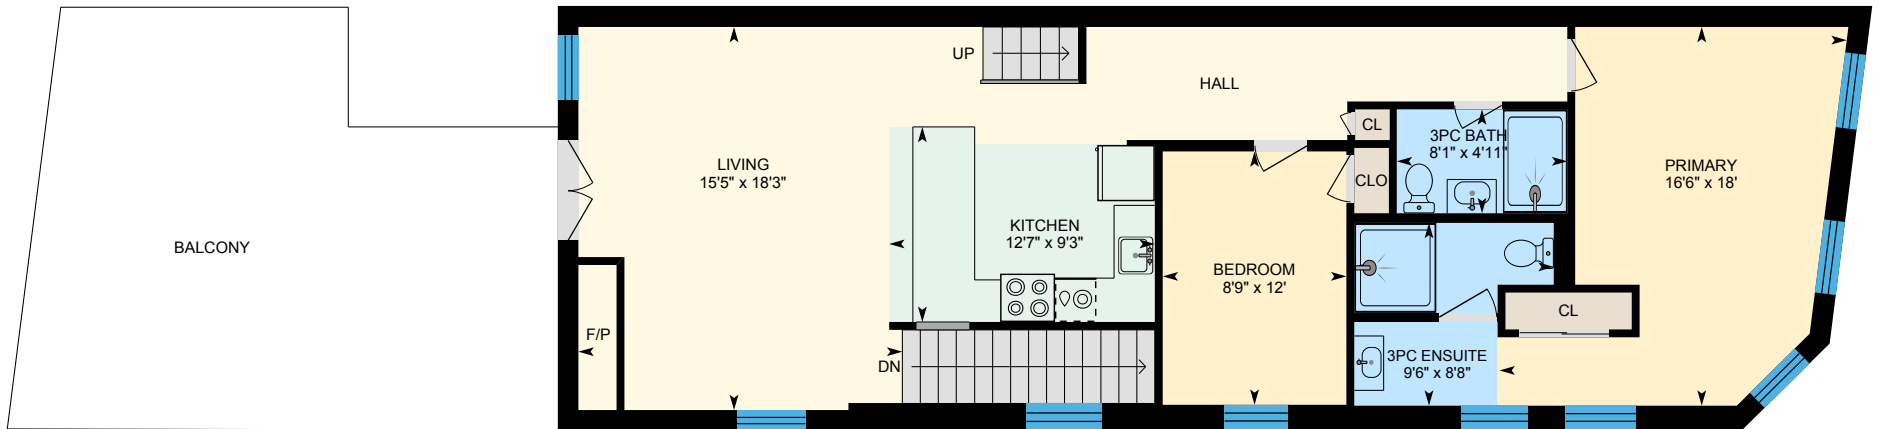 BALCONY
LIVING
15'5" x 18'3"
F/P
UP
DN
KITCHEN
12'7" x 9'3"
HALL
BEDROOM
8'9" x 12'
CL
CLO
3PC BATH
8'1" x 4'11"
3PC ENSUITE
9'6" x 8'8"
CL
PRIMARY
16'6" x 18'